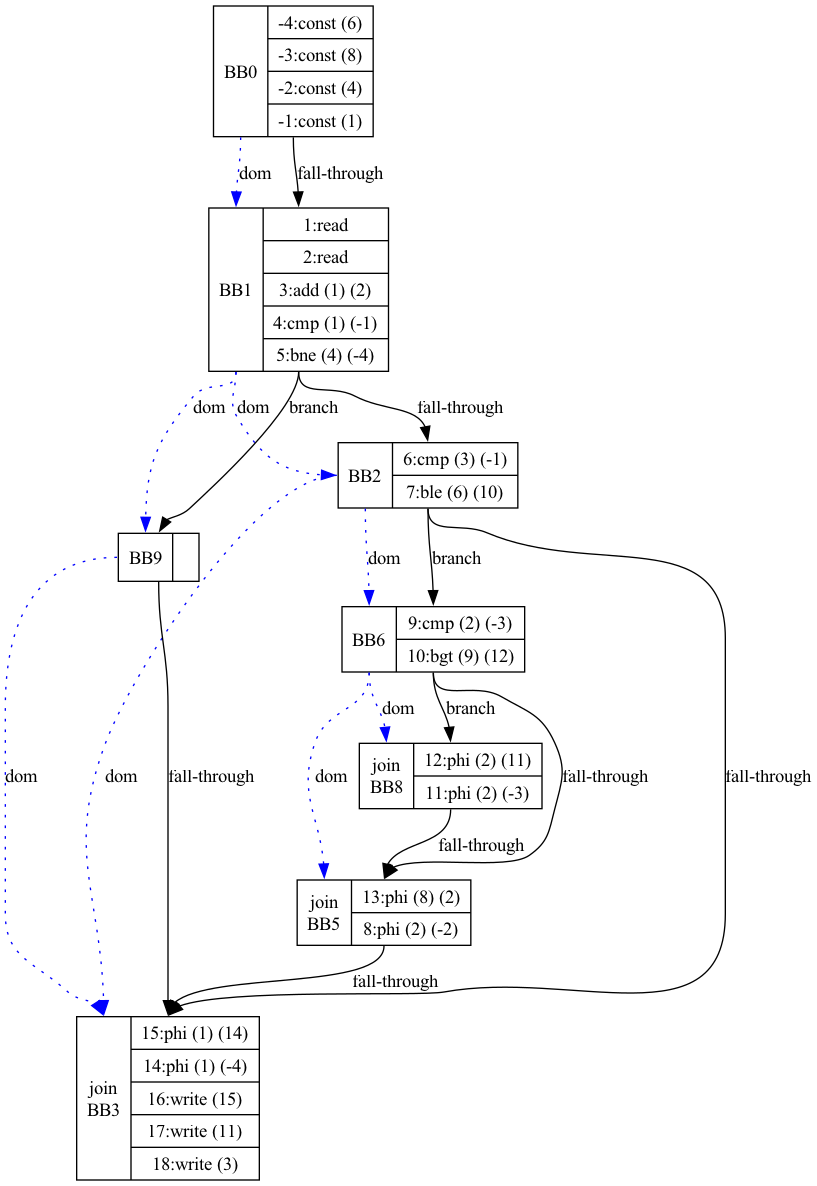 BB0
-4:const (6)
-3:const (8)
-2:const (4)
-1:const (1)
dom
fall-through
BB1
1:read
2:read
3:add (1) (2)
4:cmp (1) (-1)
5:bne (4) (-4)
dom
dom
branch
fall-through
BB2
6:cmp (3) (-1)
7:ble (6) (10)
BB9
dom
branch
BB6
9:cmp (2) (-3)
10:bgt (9) (12)
dom
branch
join
BB8
12:phi (2) (11)
11:phi (2) (-3)
dom
dom
fall-through
dom
fall-through
fall-through
fall-through
join
BB5
13:phi (8) (2)
8:phi (2) (-2)
fall-through
join
BB3
15:phi (1) (14)
14:phi (1) (-4)
16:write (15)
17:write (11)
18:write (3)